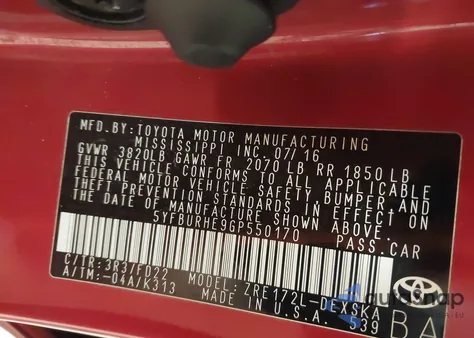 MFD.BY:TOYOTA MOTOR MANUFACTURING
MISSISSIPPI INC.07/16
GVWR 3820LB GAWR FR 2070 LB RR 1850 LB
THIS VEHICLE CONFORMS TO ALL APPLICABLE
FEDERAL MOTOR VEHICLE SAFETY,BUMPER,AND
THEFT PREVENTION STANDARDS IN EFFECT ON
THE DATE OF MANUFACTURE SHOWN ABOVE.
5YFBURHE9GP550170 PASS.CAR
C/TR:3R3/FD22 MODEL:ZRE172L-DEXSKA
A/TM:-04A/K313 MADE IN U.S.A. 539
TOYOTA
BA
autosnap